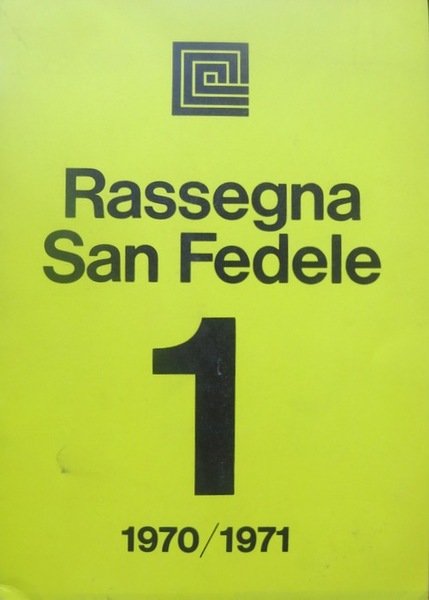 Rassegna
San Fedele
1
1970/1971